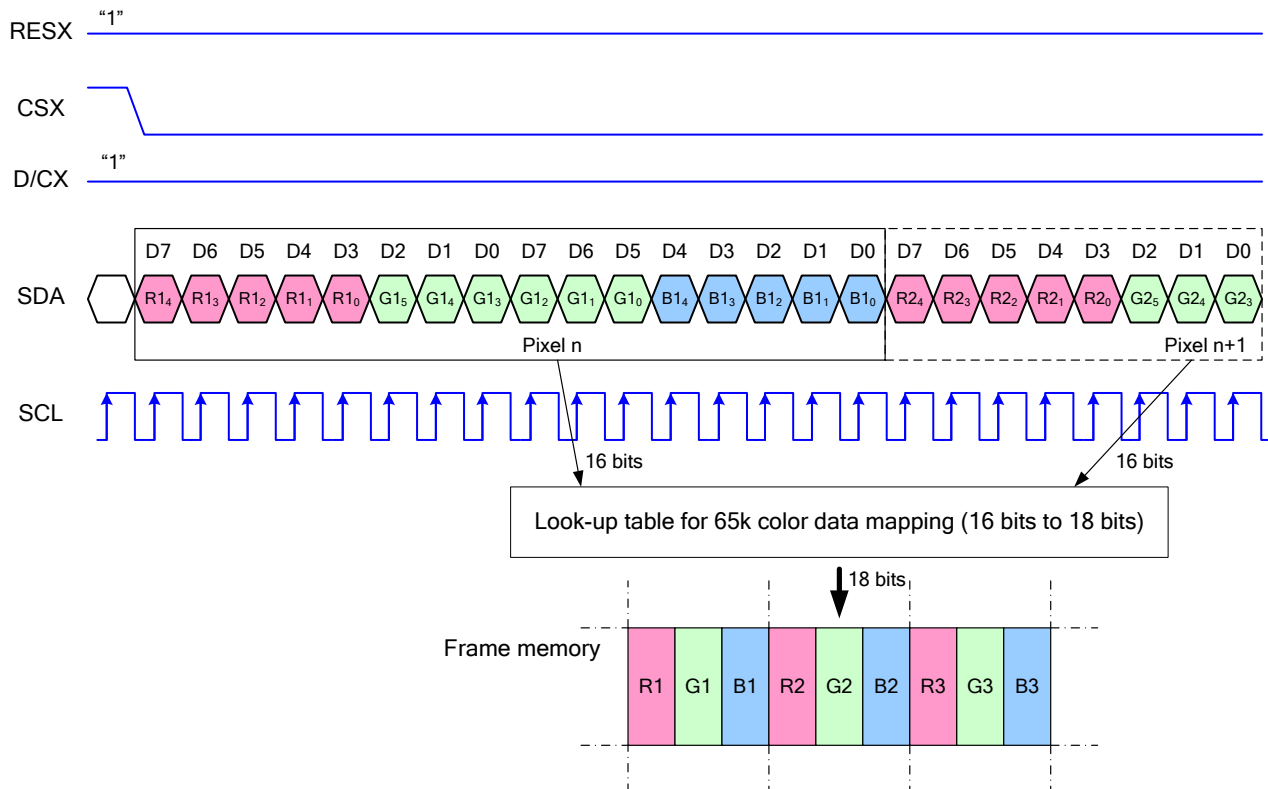 “1”
RESX
CSX
“1”
D/CX
D7 D6 D5 D4 D3 D2 D1 D0 D7 D6 D5 D4 D3 D2 D1 D0 D7 D6 D5 D4 D3 D2 D1 D0
SDA R1₄ R1₃ R1₂ R1₁ R1₀ G1₅ G1₄ G1₃ G1₂ G1₁ G1₀ B1₄ B1₃ B1₂ B1₁ B1₀ R2₄ R2₃ R2₂ R2₁ R2₀ G2₅ G2₄ G2₃
Pixel n Pixel n+1
SCL
16 bits 16 bits
Look-up table for 65k color data mapping (16 bits to 18 bits)
18 bits
Frame memory
R1 G1 B1 R2 G2 B2 R3 G3 B3